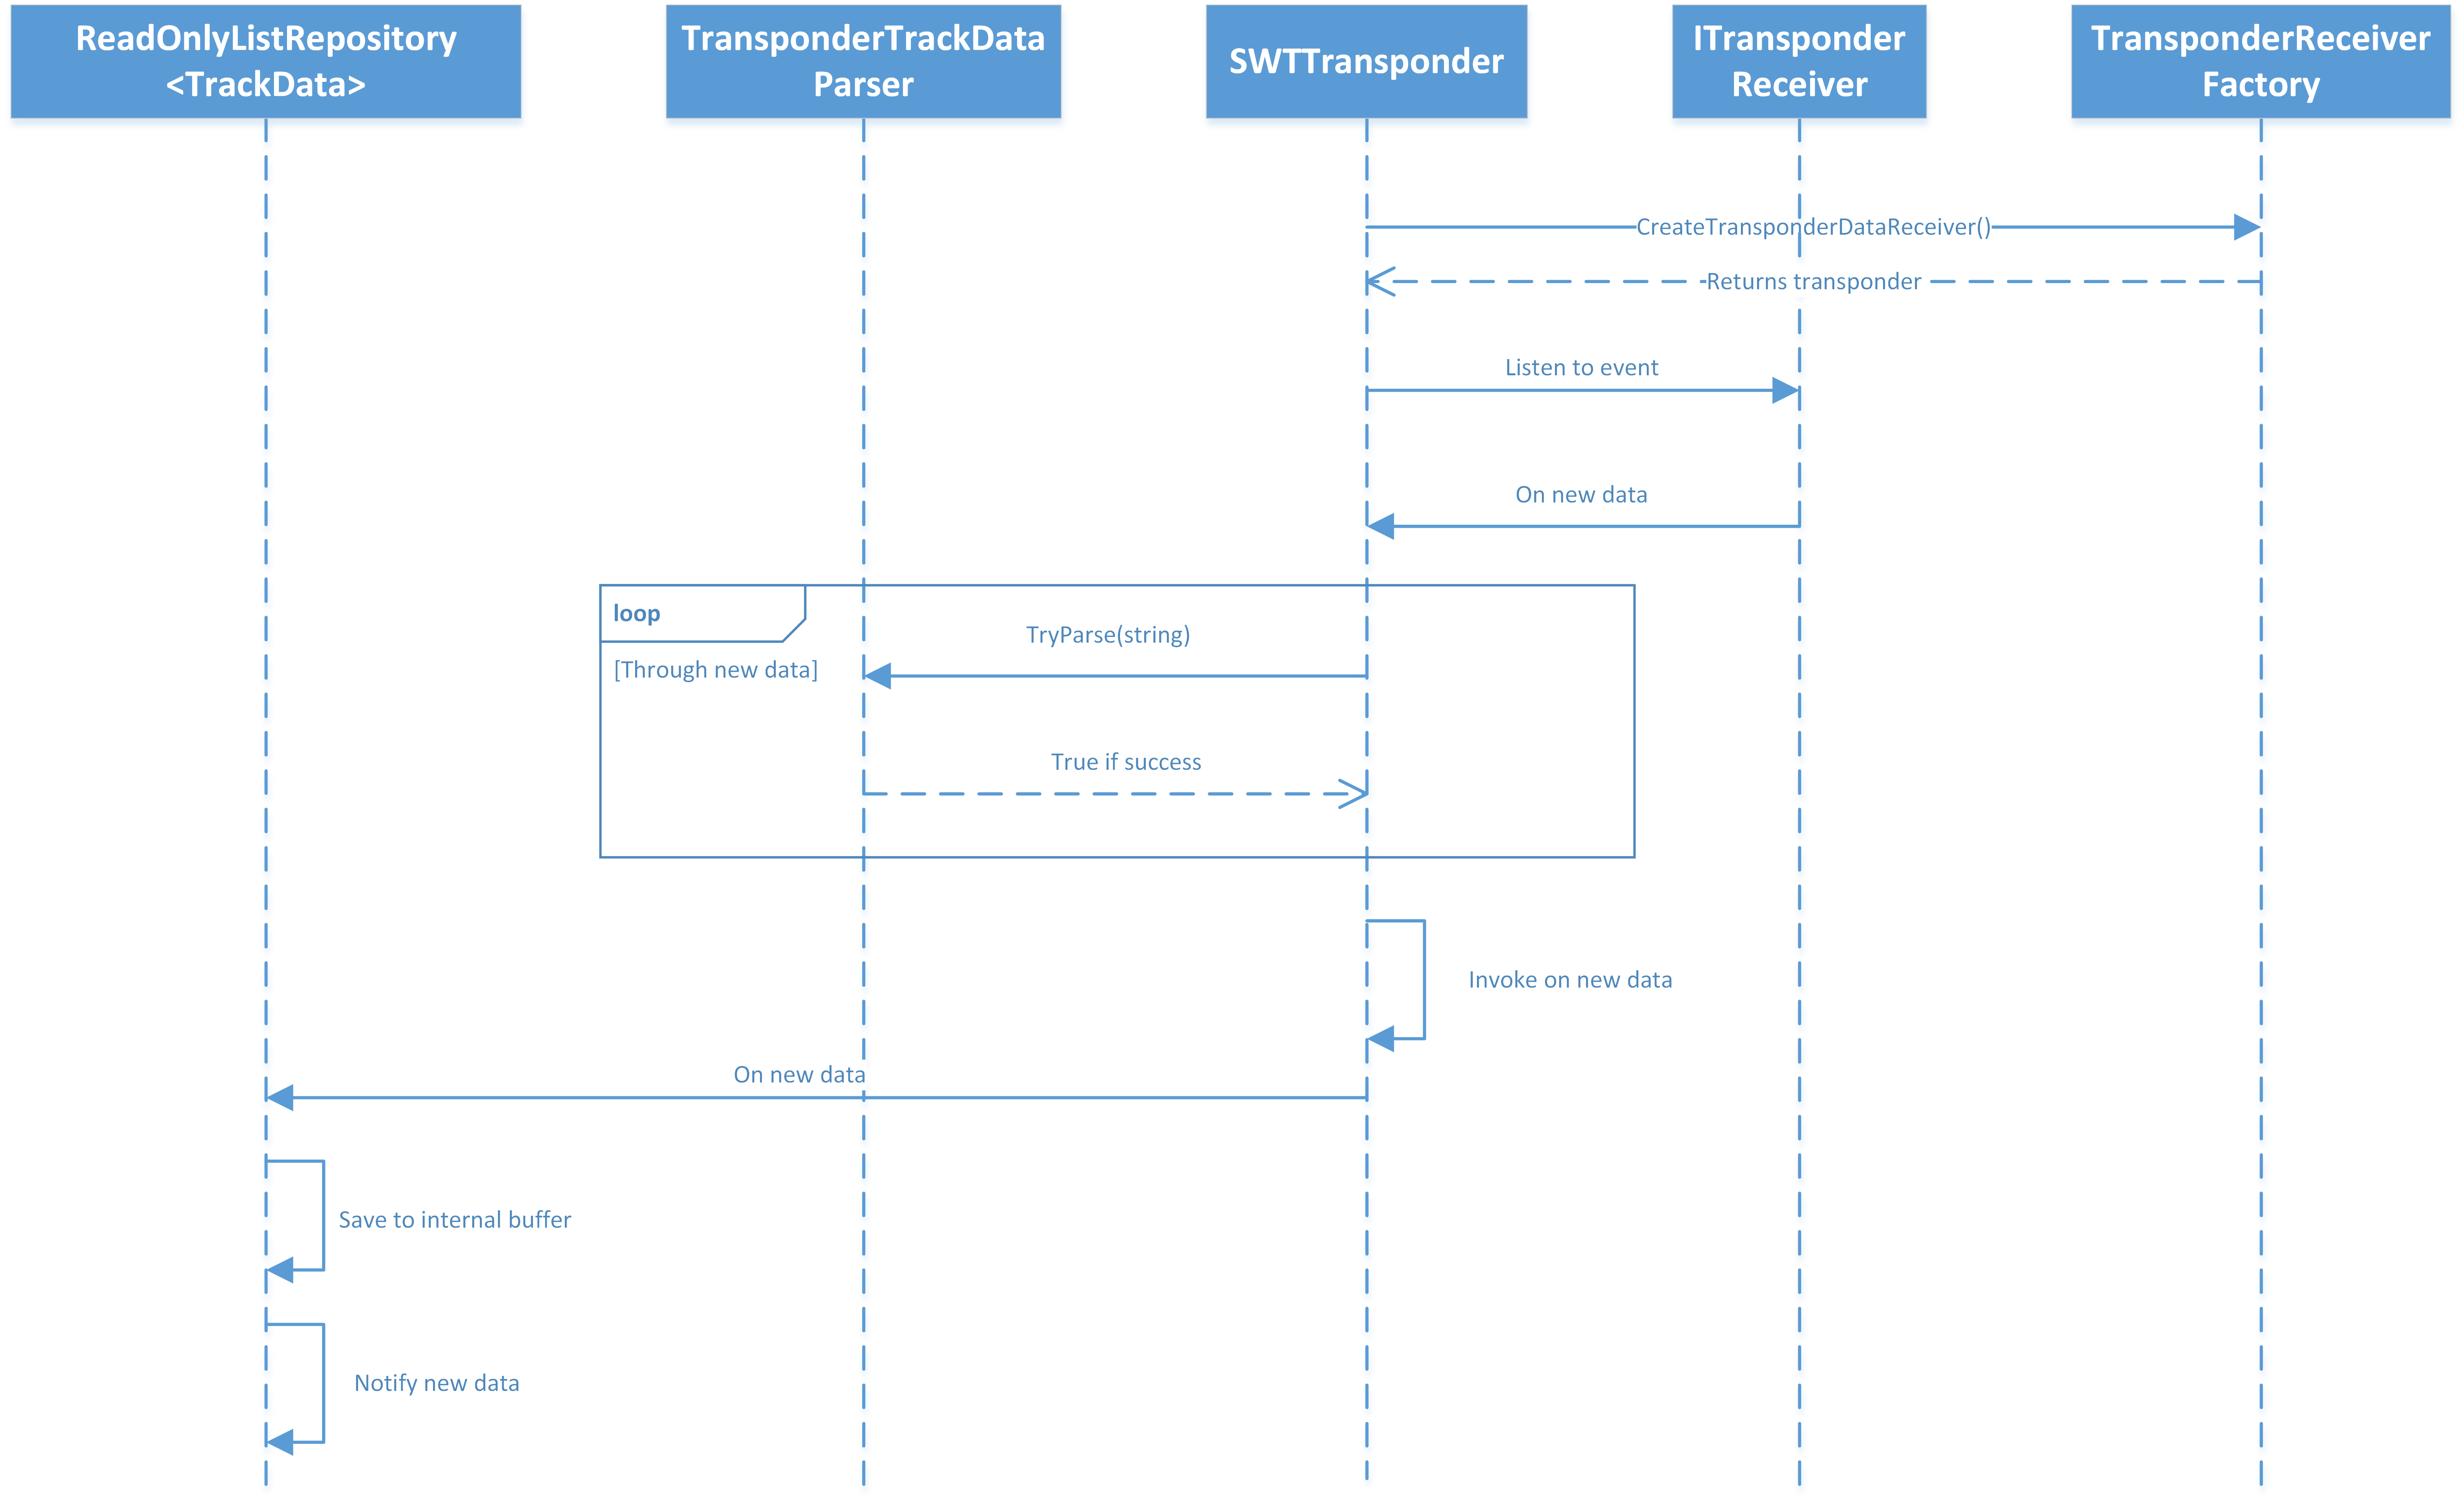 ReadOnlyListRepository
<TrackData>
TransponderTrackData
Parser
SWTTransponder
ITransponder
Receiver
TransponderReceiver
Factory
CreateTransponderDataReceiver()
Returns transponder
Listen to event
On new data
loop
TryParse(string)
[Through new data]
True if success
Invoke on new data
On new data
Save to internal buffer
Notify new data